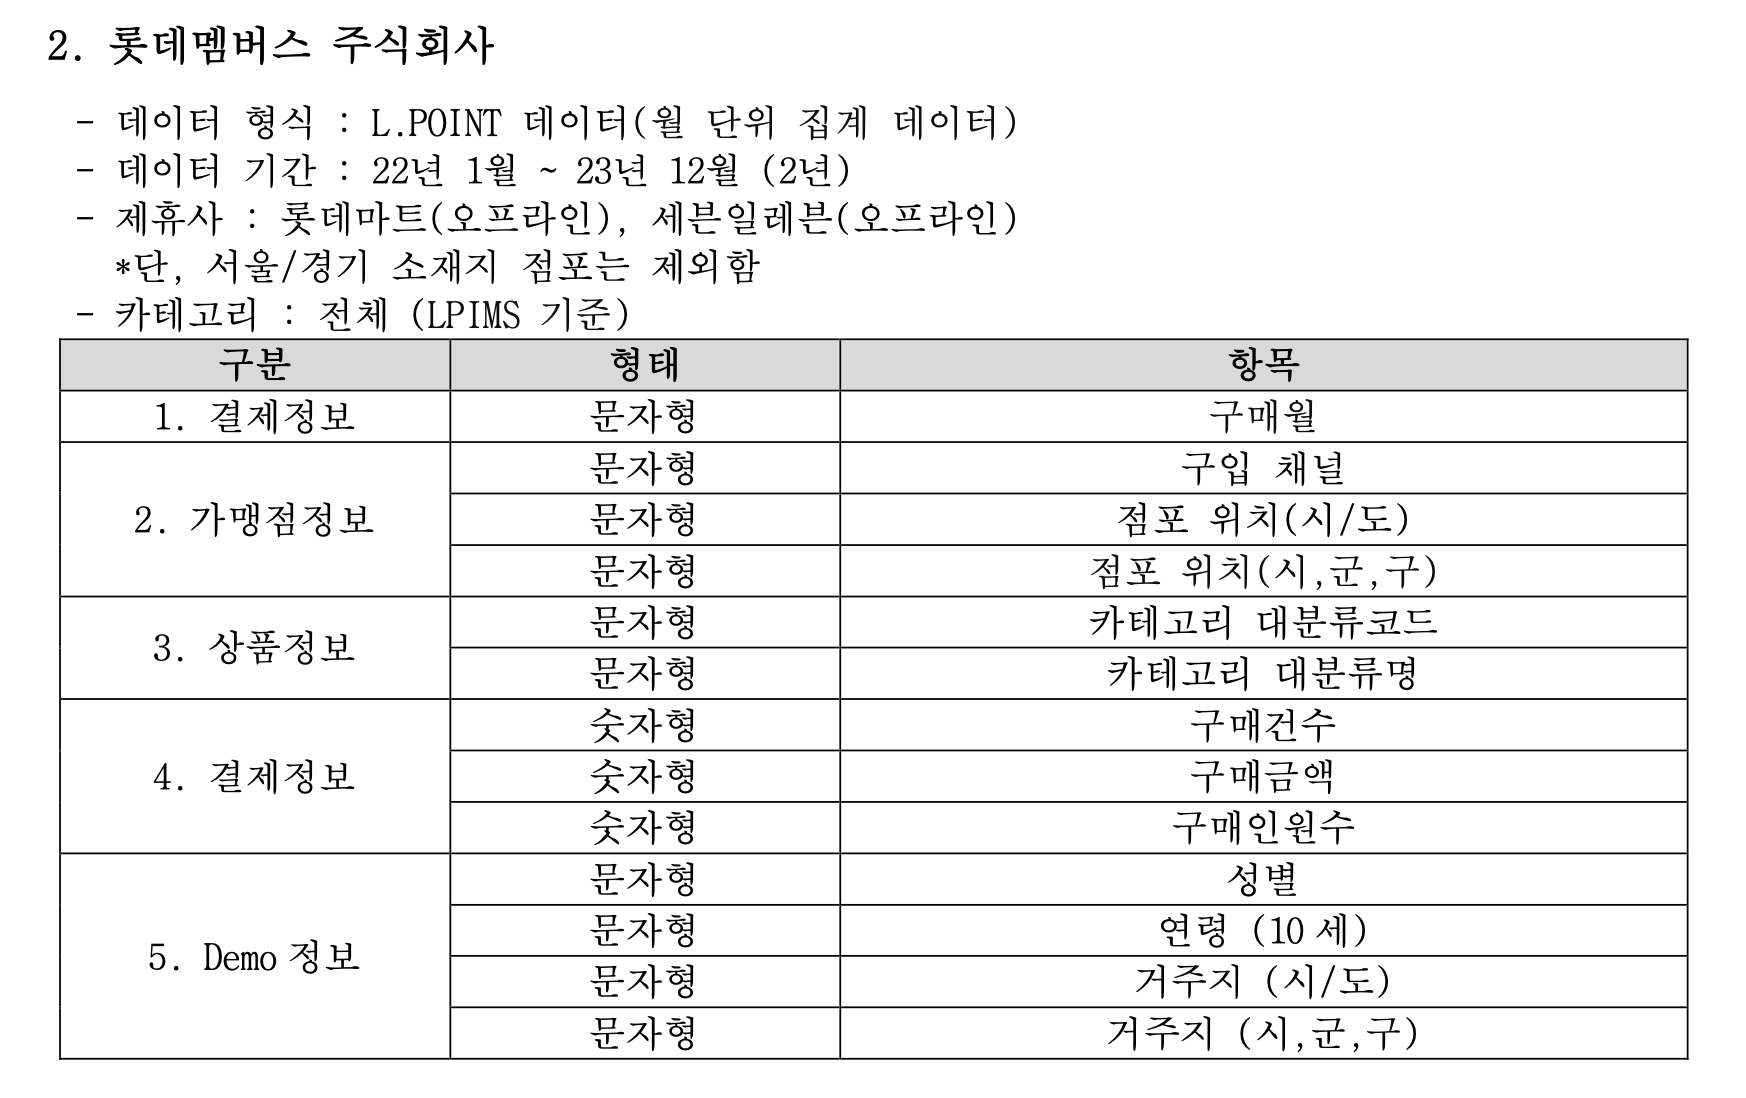 2. 롯데멤버스 주식회사
- 데이터 형식 : L.POINT 데이터(월 단위 집계 데이터)
- 데이터 기간 : 22년 1월 ~ 23년 12월 (2년)
- 제휴사 : 롯데마트(오프라인), 세븐일레븐(오프라인)
*단, 서울/경기 소재지 점포는 제외함
- 카테고리 : 전체 (LPIMS 기준)
구분 형태 항목
1. 결제정보 문자형 구매월
2. 가맹점정보 문자형 구입 채널
문자형 점포 위치(시/도)
문자형 점포 위치(시,군,구)
3. 상품정보 문자형 카테고리 대분류코드
문자형 카테고리 대분류명
4. 결제정보 숫자형 구매건수
숫자형 구매금액
숫자형 구매인원수
5. Demo 정보 문자형 성별
문자형 연령 (10 세)
문자형 거주지 (시/도)
문자형 거주지 (시,군,구)